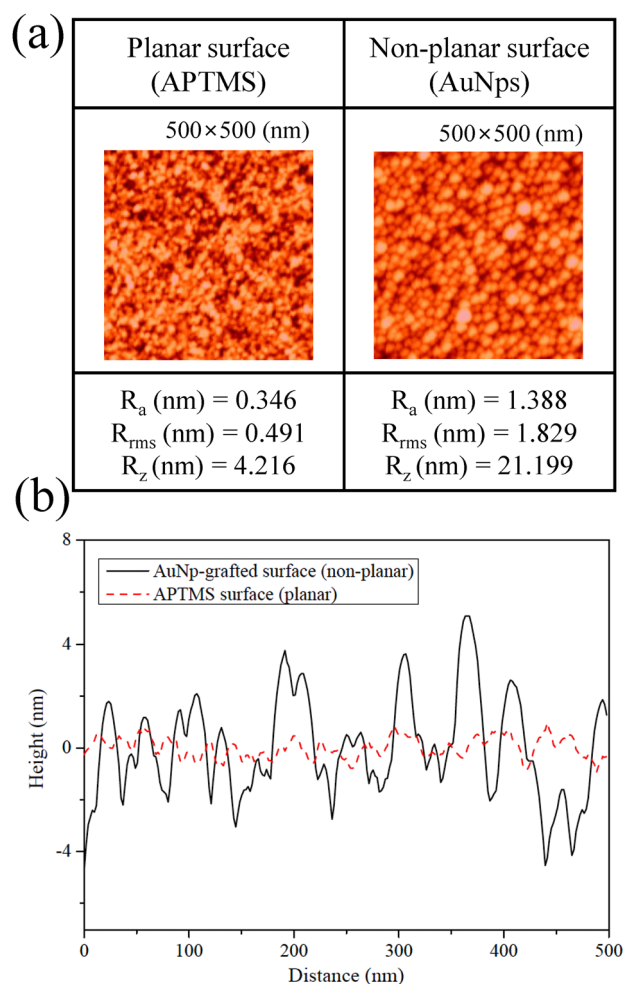 (a)
Planar surface
(APTMS)
Non-planar surface
(AuNps)
500×500 (nm)
500×500 (nm)
Rₐ (nm) = 0.346
Rrms (nm) = 0.491
Rz (nm) = 4.216
Rₐ (nm) = 1.388
Rrms (nm) = 1.829
Rz (nm) = 21.199
(b)
8
4
0
-4
Height (nm)
AuNp-grafted surface (non-planar)
APTMS surface (planar)
0
100
200
300
400
500
Distance (nm)